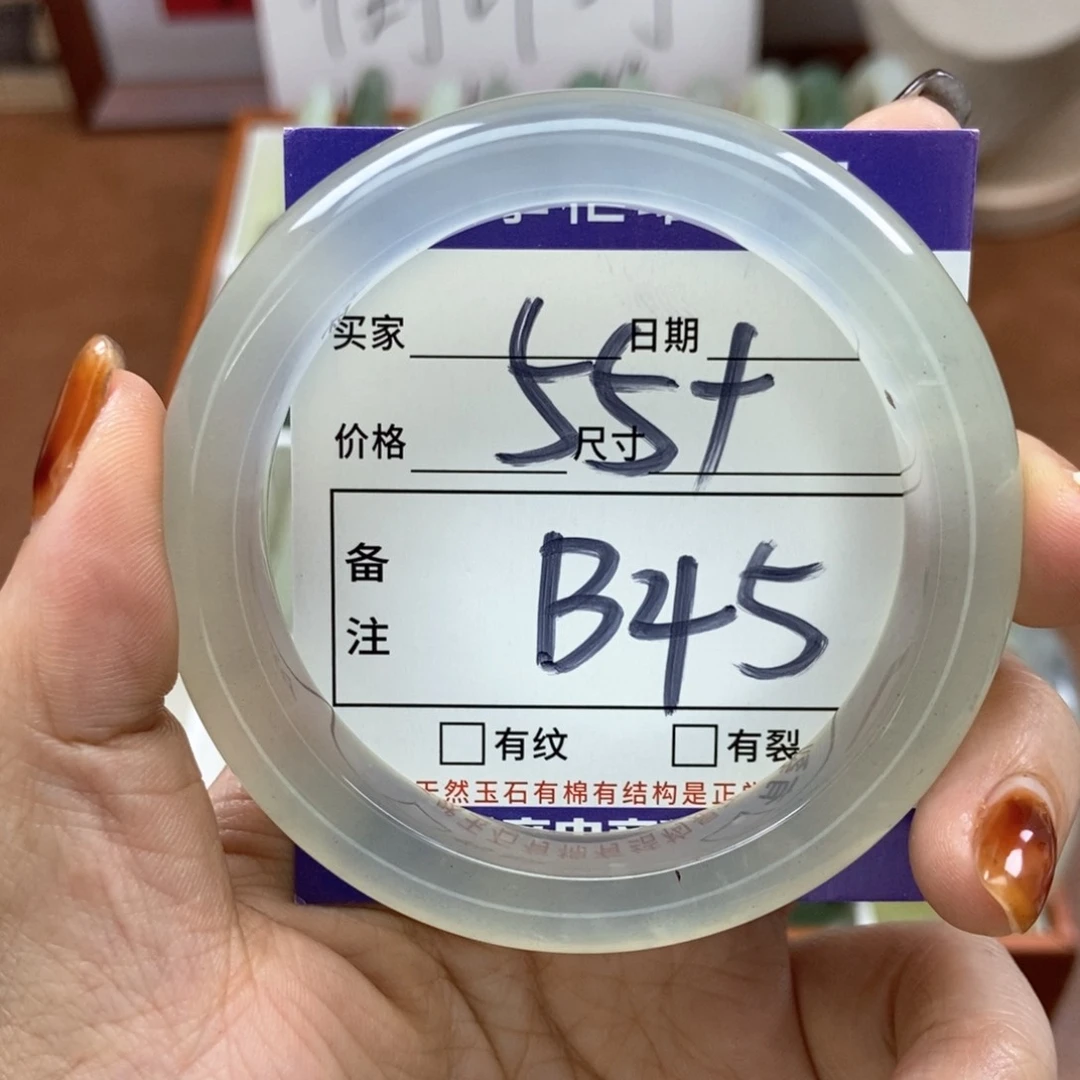 买家 日期
55+
价格 尺寸
备注
B45
有纹 有裂
天然玉石有棉有结构是正